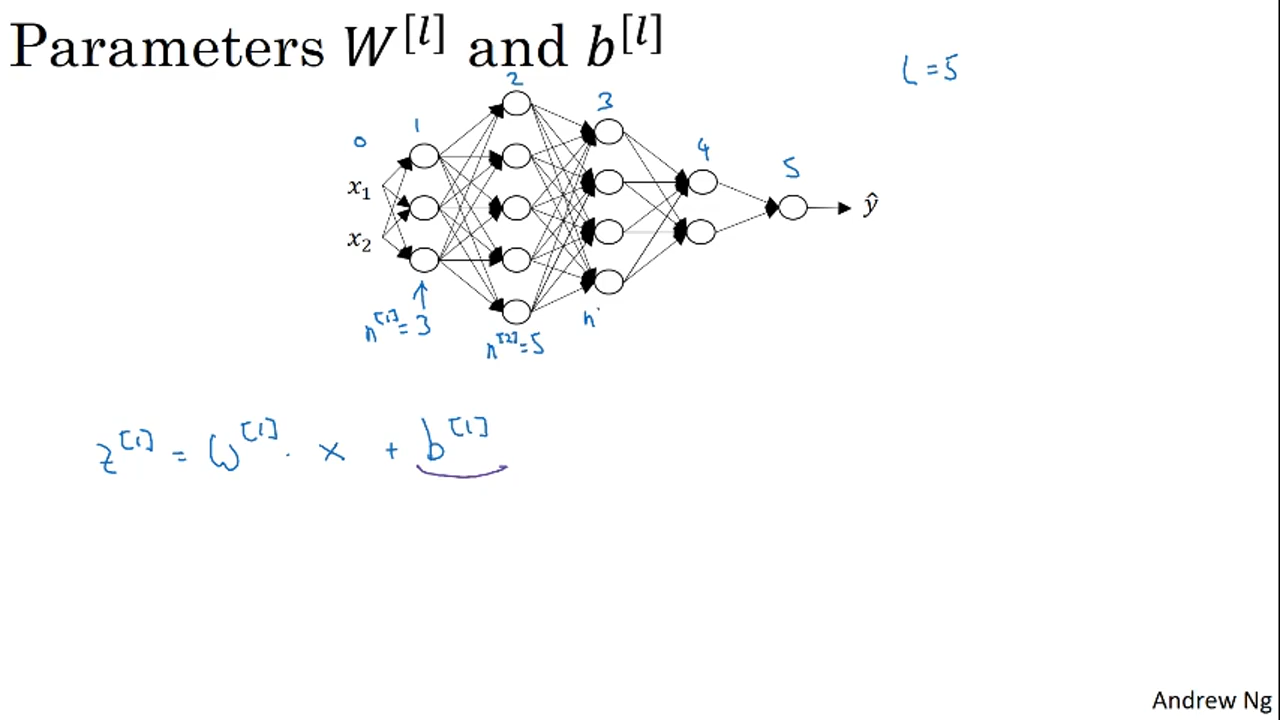 Parameters W^[l] and b^[l]
L = 5
0 1 2 3 4 5
x₁
x₂
ŷ
n^[1] = 3
n^[2] = 5
n
z^[1] = W^[1] · x + b^[1]
Andrew Ng